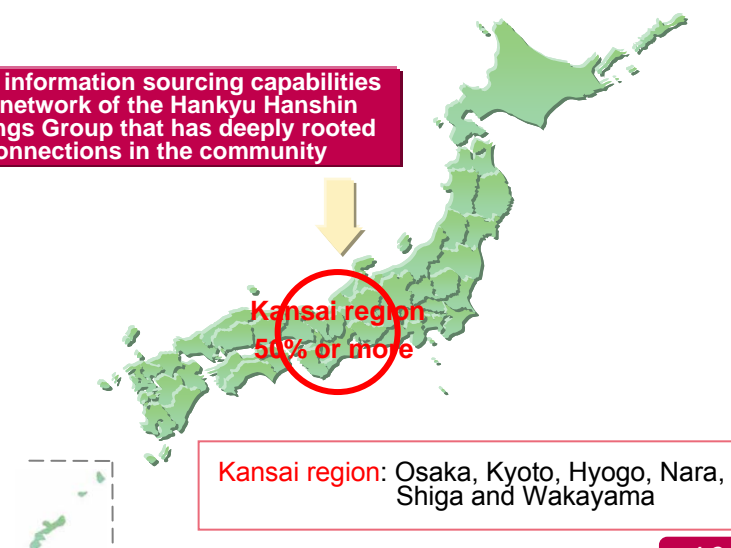 information sourcing capabilities
network of the Hankyu Hanshin
ngs Group that has deeply rooted
onnections in the community
Kansai region
50% or more
Kansai region: Osaka, Kyoto, Hyogo, Nara,
Shiga and Wakayama